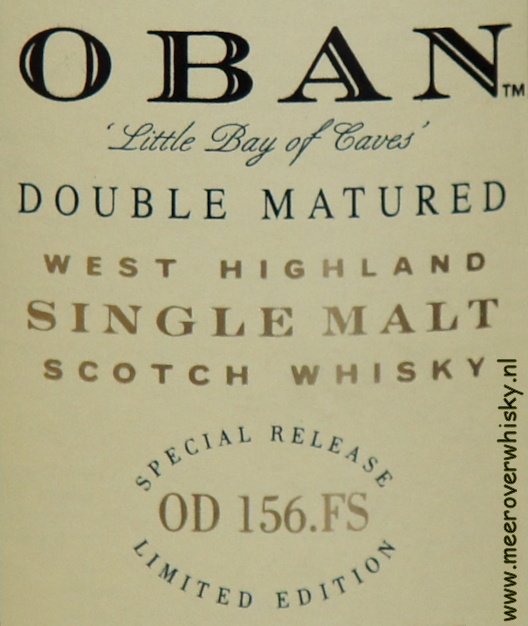 OBAN™
'Little Bay of Caves'
DOUBLE MATURED
WEST HIGHLAND
SINGLE MALT
SCOTCH WHISKY
SPECIAL RELEASE
OD 156.FS
LIMITED EDITION
www.meeroverwhisky.nl